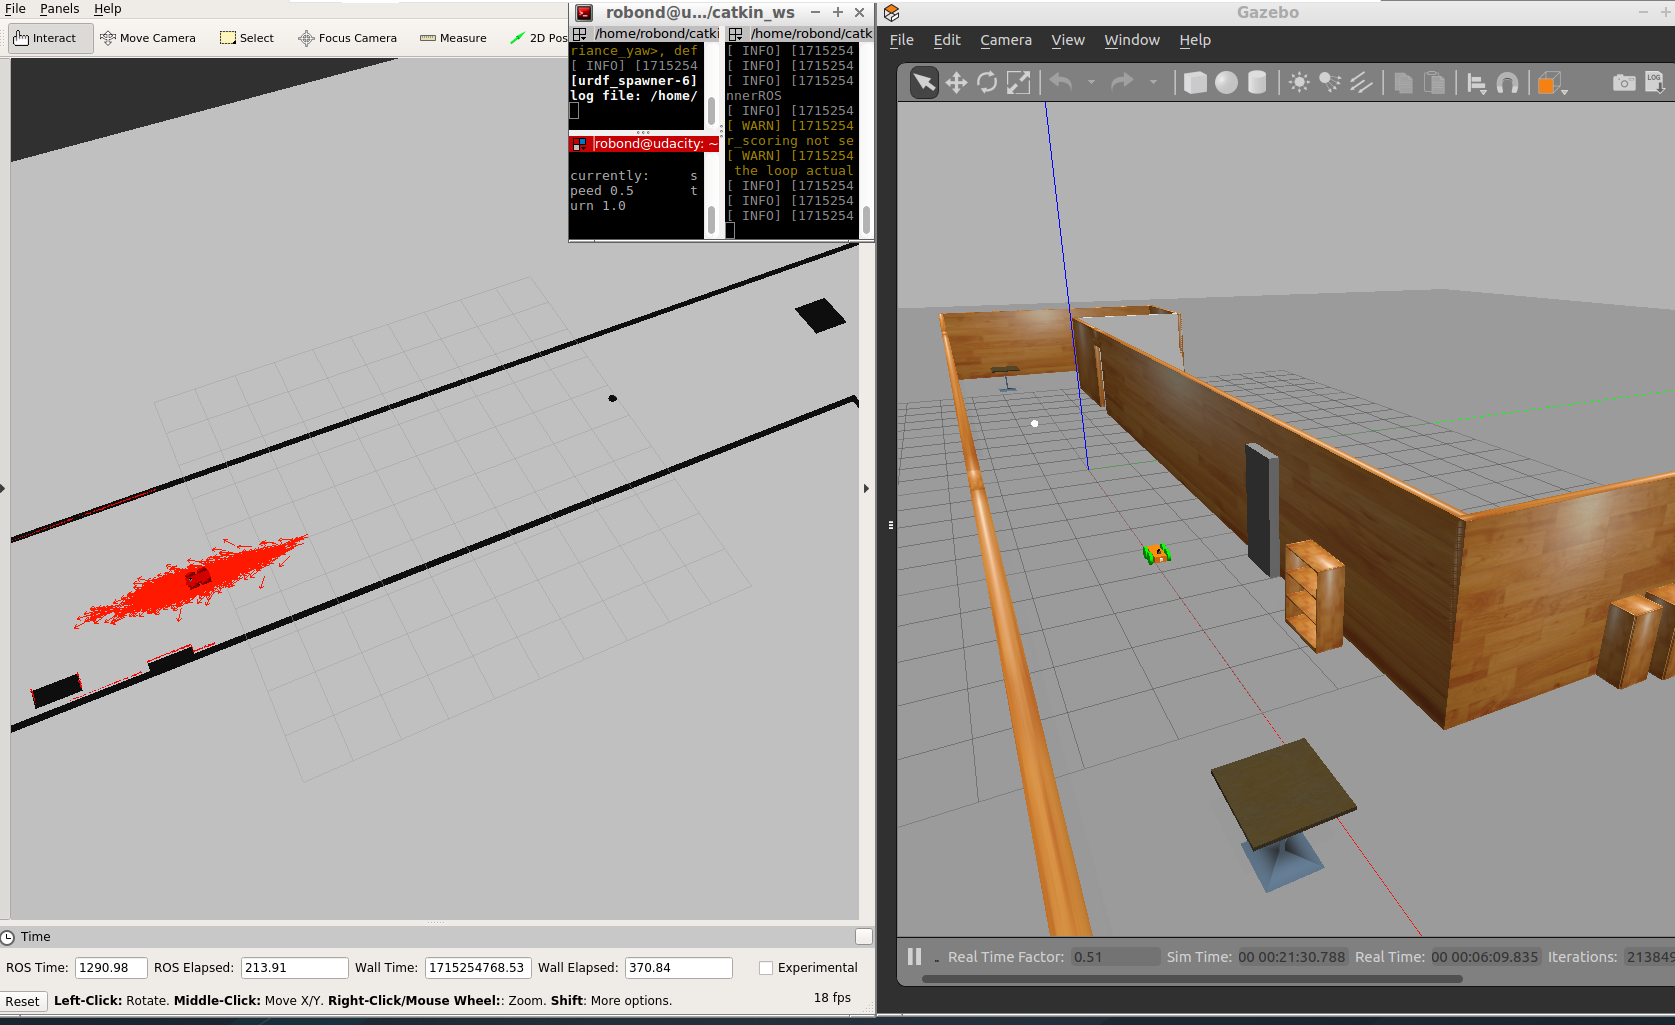 File Panels Help
Interact Move Camera Select Focus Camera Measure 2D Pos
robond@u.../catkin_ws
/home/robond/catki
riance_yaw>, def
[ INFO] [1715254
[urdf_spawner-6]
log file: /home/
robond@udacity: ~
currently: s
peed 0.5 t
urn 1.0
/home/robond/catk
[ INFO] [1715254
[ INFO] [1715254
[ INFO] [1715254
nnerROS
[ INFO] [1715254
[ WARN] [1715254
r_scoring not se
[ WARN] [1715254
the loop actual
[ INFO] [1715254
[ INFO] [1715254
[ INFO] [1715254
Time
ROS Time: 1290.98 ROS Elapsed: 213.91 Wall Time: 1715254768.53 Wall Elapsed: 370.84 Experimental
Reset Left-Click: Rotate. Middle-Click: Move X/Y. Right-Click/Mouse Wheel:: Zoom. Shift: More options. 18 fps
Gazebo
File Edit Camera View Window Help
LOG
Real Time Factor: 0.51 Sim Time: 00 00:21:30.788 Real Time: 00 00:06:09.835 Iterations: 213849